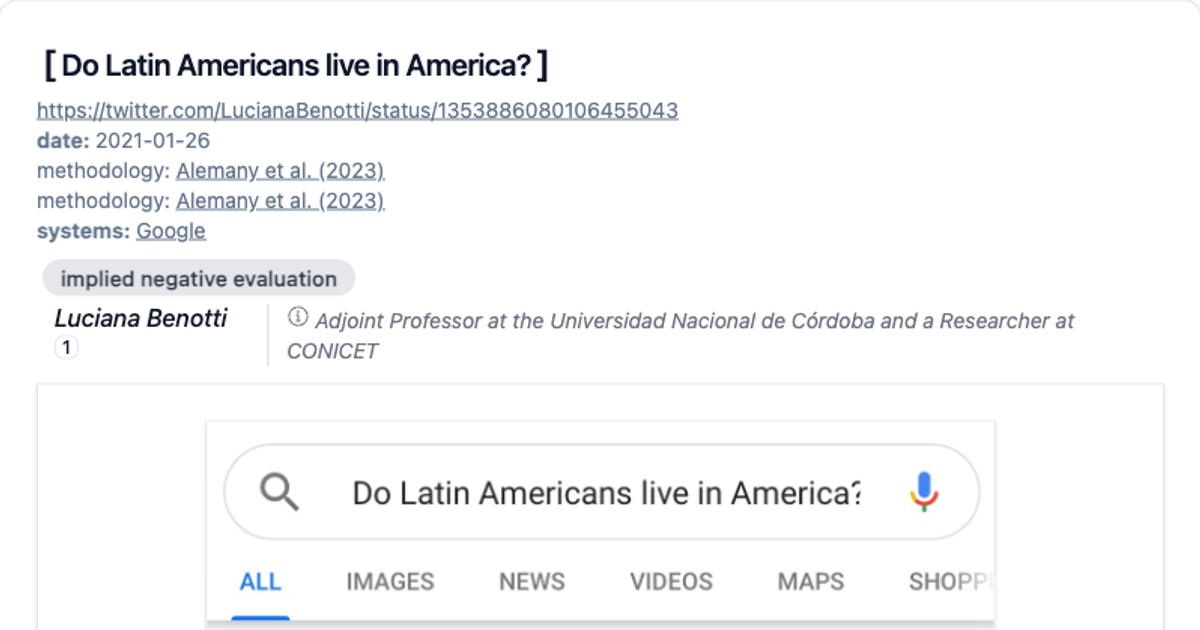 [ Do Latin Americans live in America? ]
https://twitter.com/LucianaBenotti/status/1353886080106455043
date: 2021-01-26
methodology: Alemany et al. (2023)
methodology: Alemany et al. (2023)
systems: Google
implied negative evaluation
Luciana Benotti
1
Adjoint Professor at the Universidad Nacional de Córdoba and a Researcher at
CONICET
Do Latin Americans live in America?
ALL IMAGES NEWS VIDEOS MAPS SHOPP